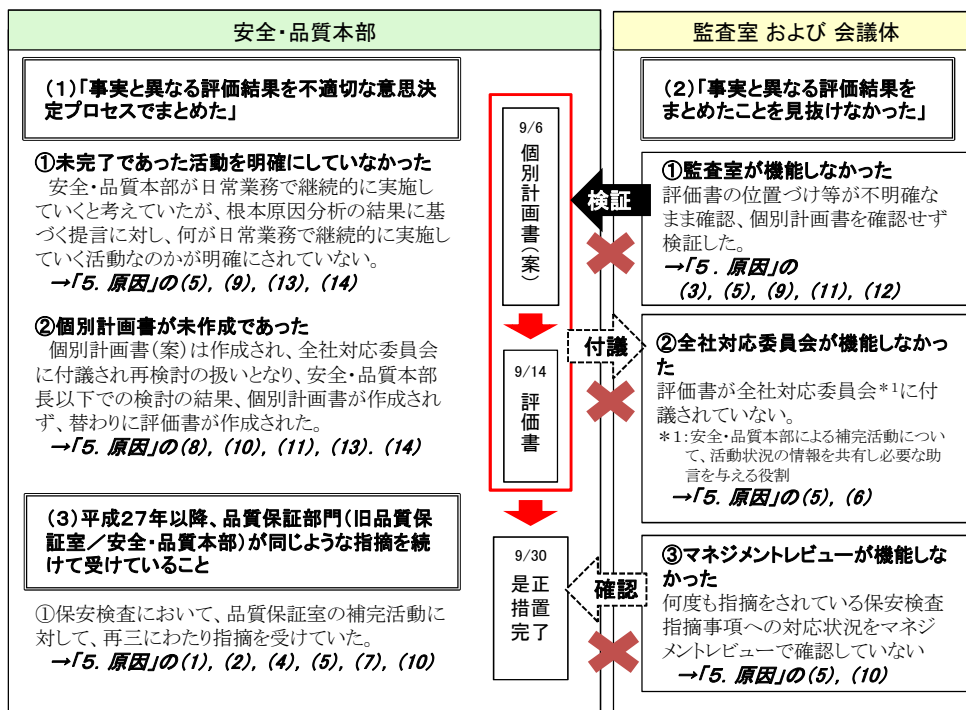 安全・品質本部
(1)「事実と異なる評価結果を不適切な意思決
定プロセスでまとめた」
①未完了であった活動を明確にしていなかった
安全・品質本部が日常業務で継続的に実施し
ていくと考えていたが、根本原因分析の結果に基
づく提言に対し、何が日常業務で継続的に実施し
ていく活動なのかが明確にされていない。
→「5. 原因」の(5), (9), (13), (14)
②個別計画書が未作成であった
個別計画書(案)は作成され、全社対応委員会
に付議され再検討の扱いとなり、安全・品質本部
長以下での検討の結果、個別計画書が作成され
ず、替わりに評価書が作成された。
→「5. 原因」の(8), (10), (11), (13). (14)
(3)平成27年以降、品質保証部門(旧品質保
証室/安全・品質本部)が同じような指摘を続
けて受けていること
①保安検査において、品質保証室の補完活動に
対して、再三にわたり指摘を受けていた。
→「5. 原因」の(1), (2), (4), (5), (7), (10)
9/6
個別計画書(案)
9/14
評価書
9/30
是正
措置
完了
検証
付議
確認
監査室 および 会議体
(2)「事実と異なる評価結果を
まとめたことを見抜けなかった」
①監査室が機能しなかった
評価書の位置づけ等が不明確な
まま確認、個別計画書を確認せず
検証した。
→「5. 原因」の
(3), (5), (9), (11), (12)
②全社対応委員会が機能しなかっ
た
評価書が全社対応委員会*1に付
議されていない。
*1:安全・品質本部による補完活動につい
て、活動状況の情報を共有し必要な助
言を与える役割
→「5. 原因」の(5), (6)
③マネジメントレビューが機能しな
かった
何度も指摘をされている保安検査
指摘事項への対応状況をマネジ
メントレビューで確認していない
→「5. 原因」の(5), (10)